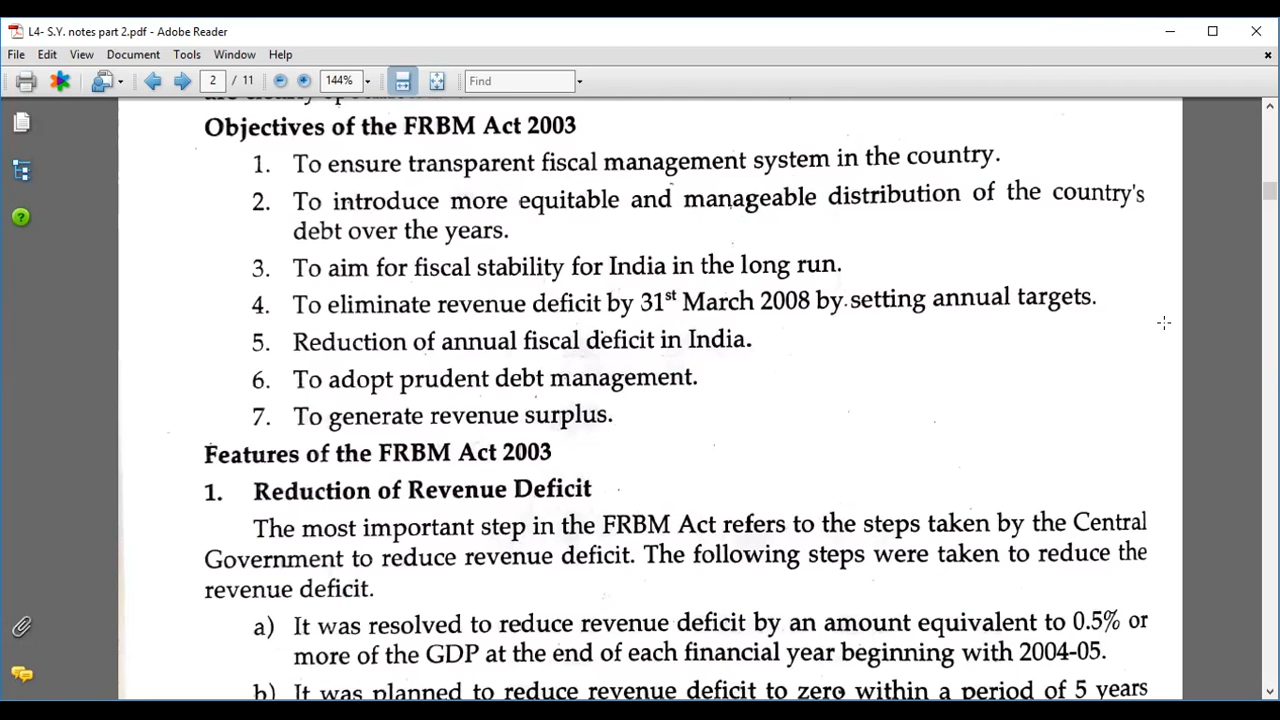 L4- S.Y. notes part 2.pdf - Adobe Reader
File Edit View Document Tools Window Help
2 / 11 144% Find
Objectives of the FRBM Act 2003
1. To ensure transparent fiscal management system in the country.
2. To introduce more equitable and manageable distribution of the country's
debt over the years.
3. To aim for fiscal stability for India in the long run.
4. To eliminate revenue deficit by 31st March 2008 by setting annual targets.
5. Reduction of annual fiscal deficit in India.
6. To adopt prudent debt management.
7. To generate revenue surplus.
Features of the FRBM Act 2003
1. Reduction of Revenue Deficit
The most important step in the FRBM Act refers to the steps taken by the Central
Government to reduce revenue deficit. The following steps were taken to reduce the
revenue deficit.
a) It was resolved to reduce revenue deficit by an amount equivalent to 0.5% or
more of the GDP at the end of each financial year beginning with 2004-05.
b) It was planned to reduce revenue deficit to zero within a period of 5 years